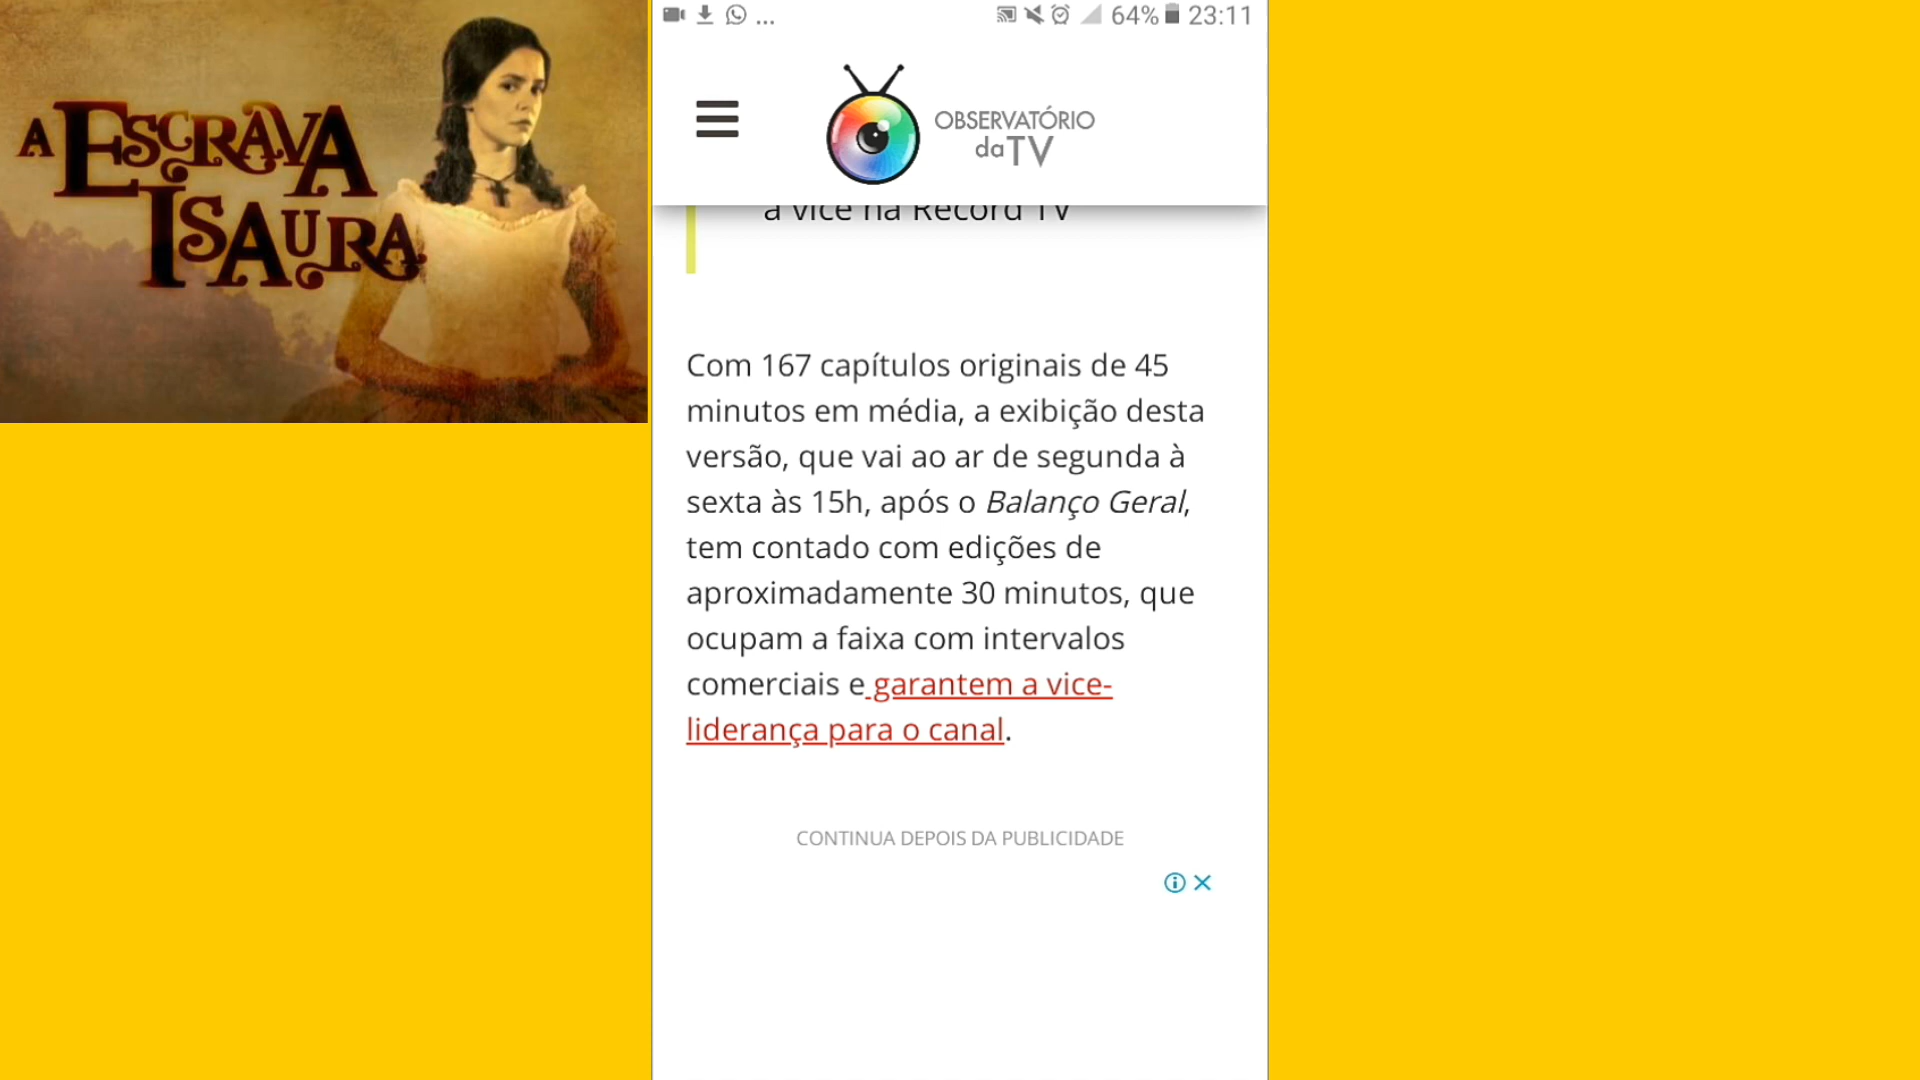 A ESCRAVA
ISAURA
... 64% 23:11
OBSERVATÓRIO
da TV
a vice na Record TV
Com 167 capítulos originais de 45
minutos em média, a exibição desta
versão, que vai ao ar de segunda à
sexta às 15h, após o Balanço Geral,
tem contado com edições de
aproximadamente 30 minutos, que
ocupam a faixa com intervalos
comerciais e garantem a vice-
liderança para o canal.
CONTINUA DEPOIS DA PUBLICIDADE